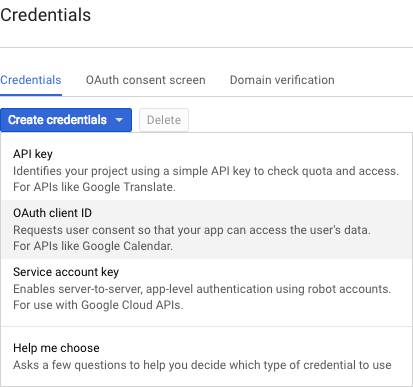 Credentials
Credentials OAuth consent screen Domain verification
Create credentials Delete
API key
Identifies your project using a simple API key to check quota and access.
For APIs like Google Translate.
OAuth client ID
Requests user consent so that your app can access the user's data.
For APIs like Google Calendar.
Service account key
Enables server-to-server, app-level authentication using robot accounts.
For use with Google Cloud APIs.
Help me choose
Asks a few questions to help you decide which type of credential to use